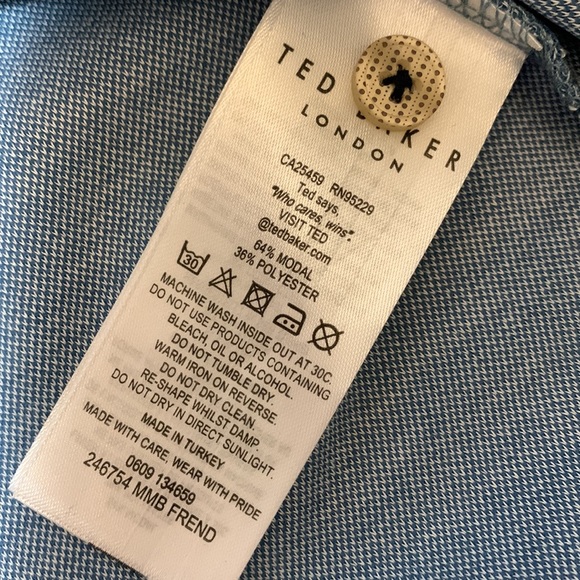 TED BAKER
LONDON
CA25459 RN95229
Ted says,
"Who cares, wins".
VISIT TED
@tedbaker.com
64% MODAL
36% POLYESTER
30
MACHINE WASH INSIDE OUT AT 30C.
DO NOT USE PRODUCTS CONTAINING
BLEACH, OIL OR ALCOHOL.
DO NOT TUMBLE DRY.
WARM IRON ON REVERSE.
DO NOT DRY CLEAN.
RE-SHAPE WHILST DAMP.
DO NOT DRY IN DIRECT SUNLIGHT.
MADE IN TURKEY
MADE WITH CARE. WEAR WITH PRIDE
0609 134659
246754 MMB FREND